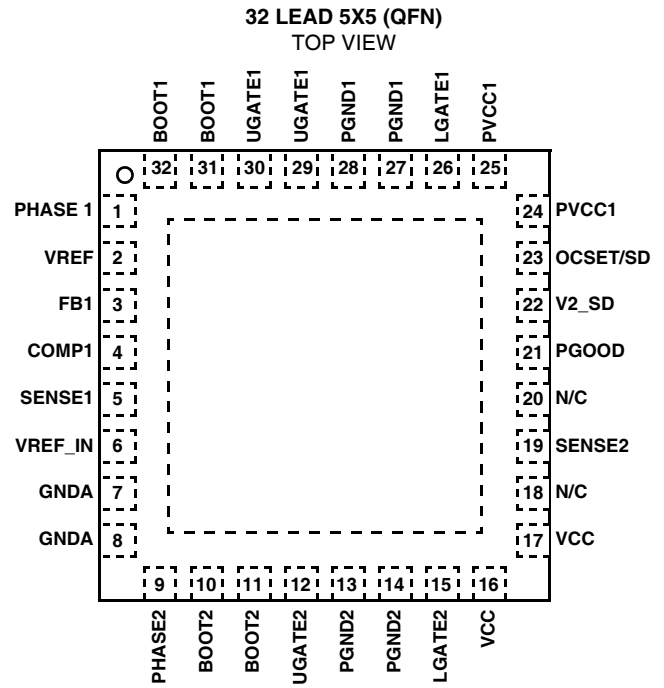 32 LEAD 5X5 (QFN)
TOP VIEW
BOOT1
BOOT1
UGATE1
UGATE1
PGND1
PGND1
LGATE1
PVCC1
32 31 30 29 28 27 26 25
PHASE 1 1
VREF 2
FB1 3
COMP1 4
SENSE1 5
VREF_IN 6
GNDA 7
GNDA 8
24 PVCC1
23 OCSET/SD
22 V2_SD
21 PGOOD
20 N/C
19 SENSE2
18 N/C
17 VCC
9 10 11 12 13 14 15 16
PHASE2
BOOT2
BOOT2
UGATE2
PGND2
PGND2
LGATE2
VCC